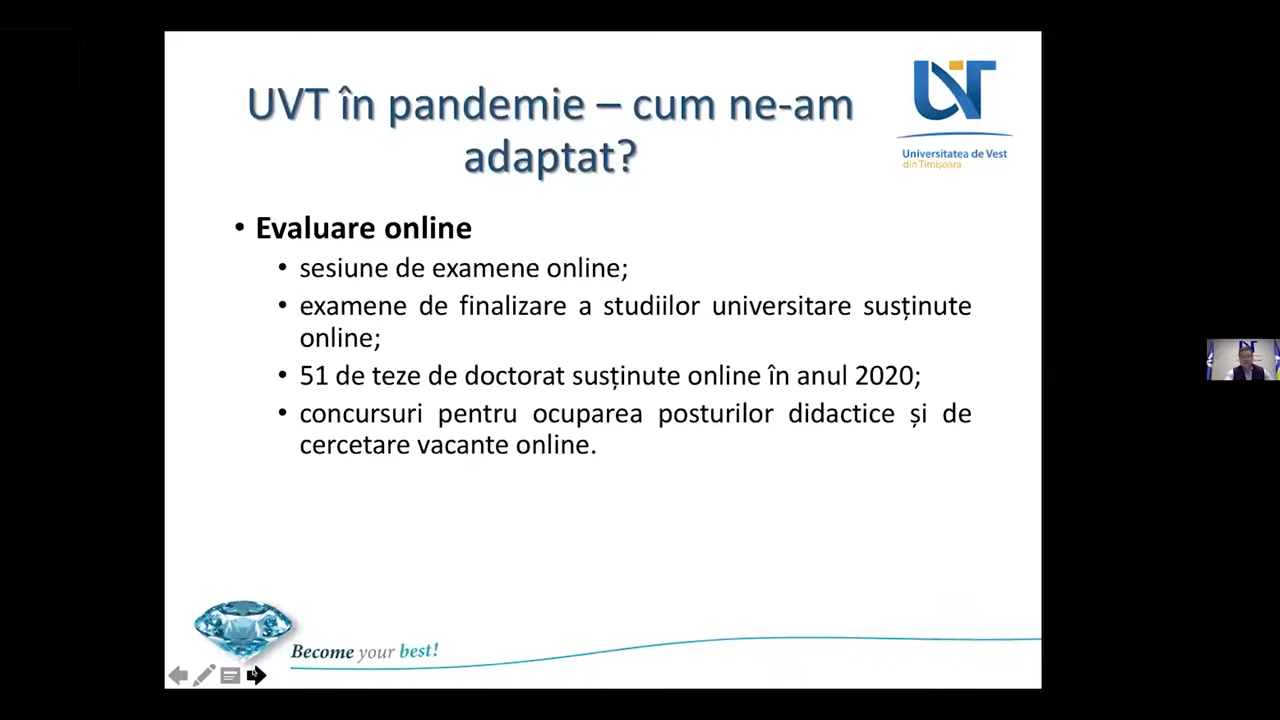 UVT în pandemie – cum ne-am
adaptat?
UVT
Universitatea de Vest
din Timișoara
• Evaluare online
• sesiune de examene online;
• examene de finalizare a studiilor universitare susținute
online;
• 51 de teze de doctorat susținute online în anul 2020;
• concursuri pentru ocuparea posturilor didactice și de
cercetare vacante online.
Become your best!